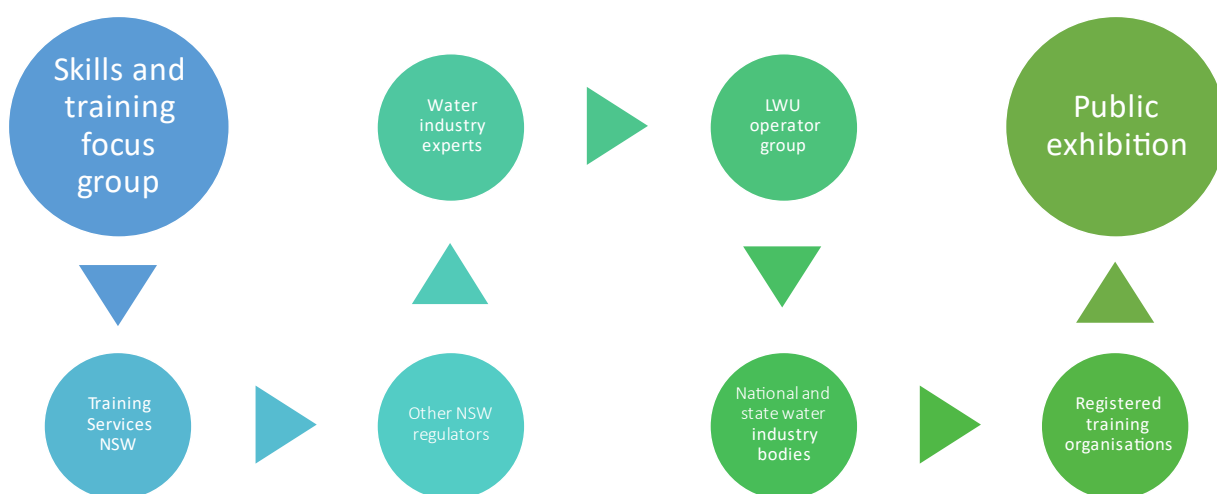 Skills and
training
focus
group
Training
Services
NSW
Other NSW
regulators
Water
industry
experts
LWU
operator
group
National and
state water
industry
bodies
Registered
training
organisations
Public
exhibition